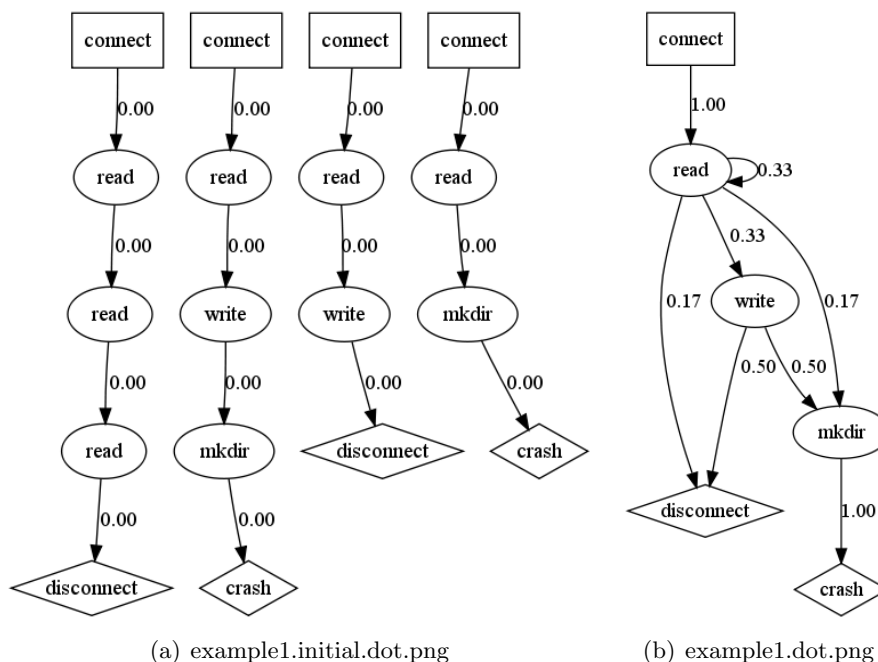 connect connect connect connect connect
0.00 0.00 0.00 0.00 1.00
read read read read read 0.33
0.00 0.00 0.00 0.00 0.33
read write write mkdir write 0.17 0.17
0.00 0.00 0.00 0.00 0.50 0.50
read mkdir disconnect crash mkdir
0.00 0.00 disconnect 1.00
disconnect crash crash
(a) example1.initial.dot.png (b) example1.dot.png